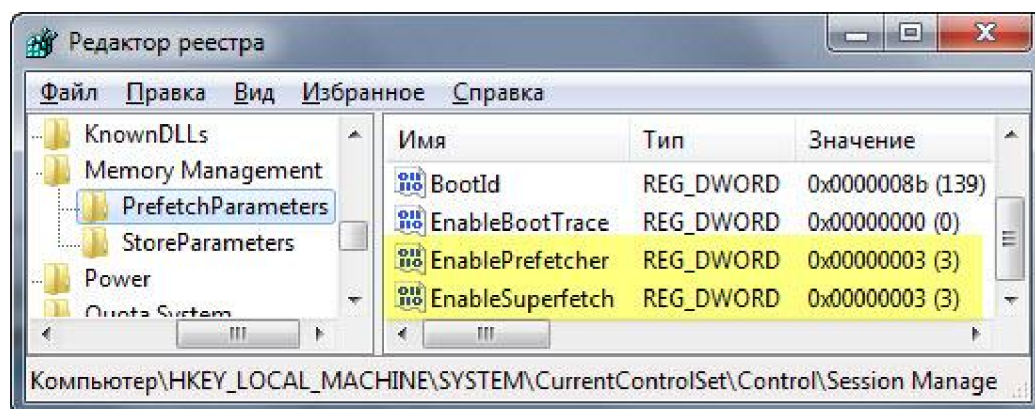 Редактор реестра
Файл Правка Вид Избранное Справка
KnownDLLs
Memory Management
PrefetchParameters
StoreParameters
Power
Quota System
Имя Тип Значение
BootId REG_DWORD 0x0000008b (139)
EnableBootTrace REG_DWORD 0x00000000 (0)
EnablePrefetcher REG_DWORD 0x00000003 (3)
EnableSuperfetch REG_DWORD 0x00000003 (3)
Компьютер\HKEY_LOCAL_MACHINE\SYSTEM\CurrentControlSet\Control\Session Manage